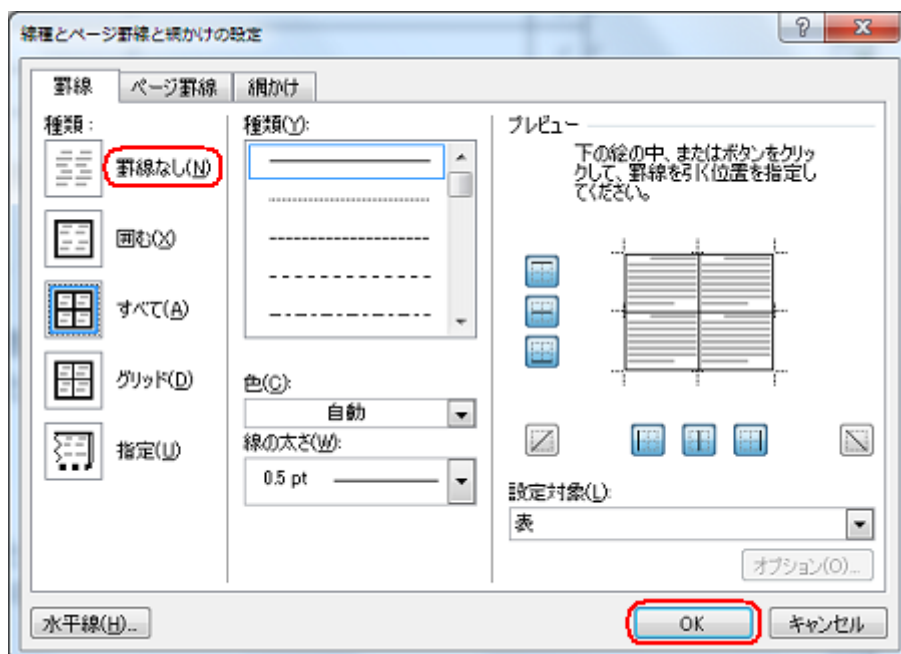 線種とページ罫線と網かけの設定
罫線 ページ罫線 網かけ
種類:
罫線なし(N)
囲む(X)
すべて(A)
グリッド(D)
指定(U)
種類(Y):
色(C):
自動
線の太さ(W):
0.5 pt
プレビュー
下の絵の中、またはボタンをクリッ
クして、罫線を引く位置を指定し
てください。
設定対象(L):
表
オプション(O)...
水平線(H)...
OK
キャンセル